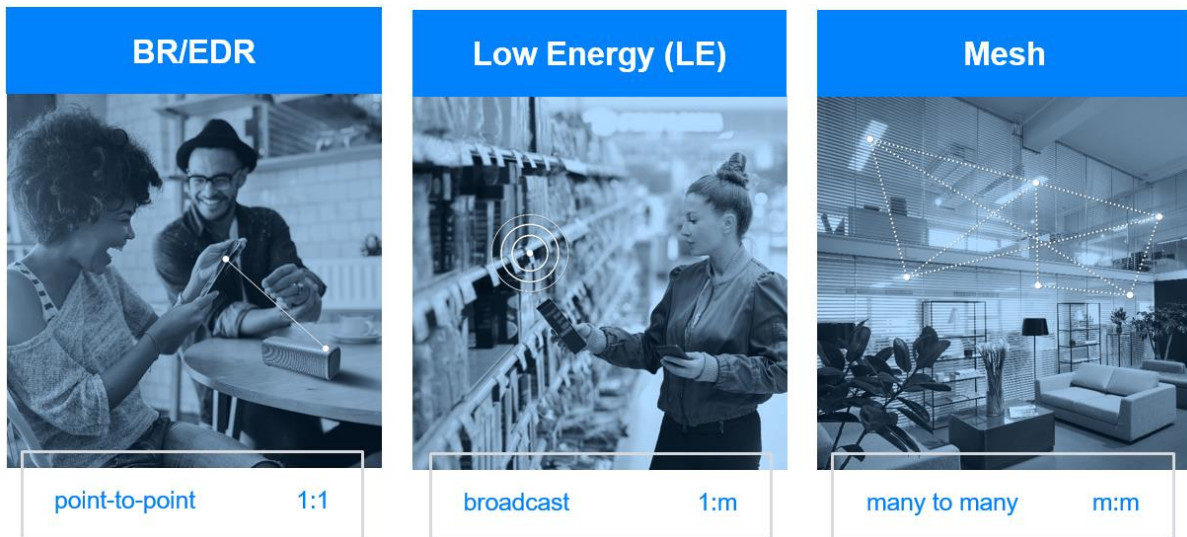 BR/EDR
Low Energy (LE)
Mesh
point-to-point 1:1
broadcast 1:m
many to many m:m